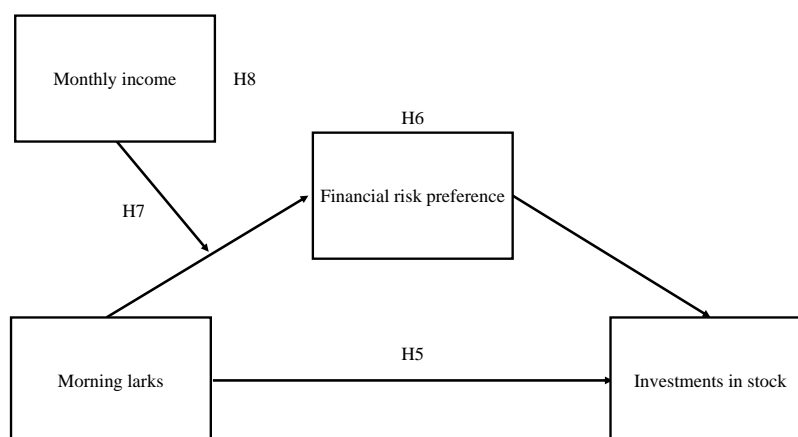 Monthly income
H8
H6
Financial risk preference
H7
H5
Morning larks
Investments in stock